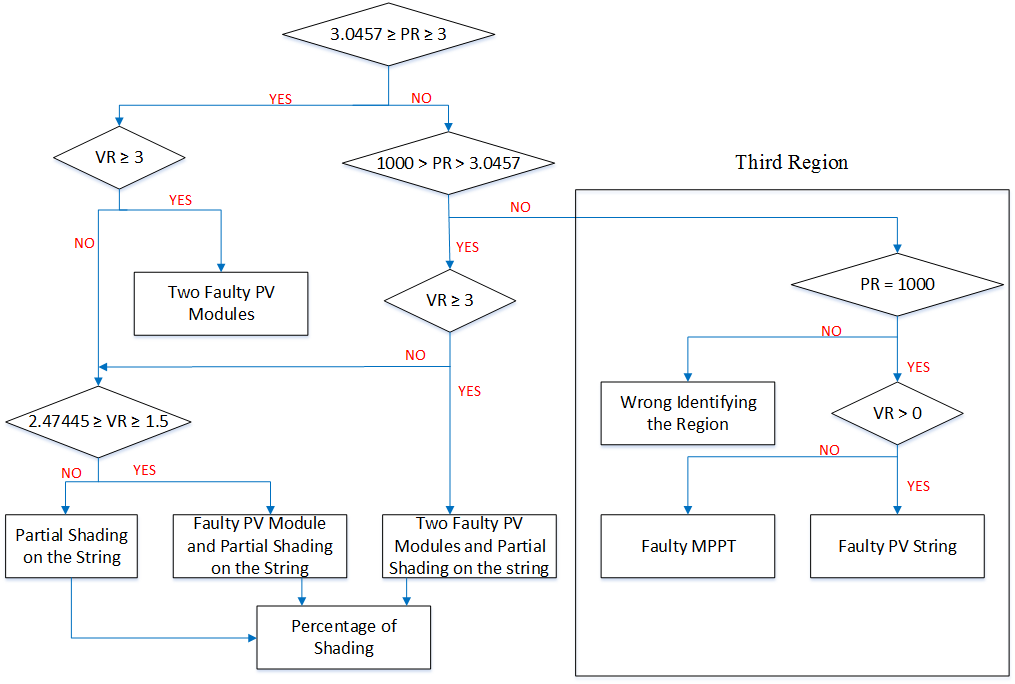 3.0457 ≥ PR ≥ 3
YES
NO
VR ≥ 3
1000 > PR > 3.0457
Third Region
YES
NO
NO
YES
Two Faulty PV
Modules
VR ≥ 3
PR = 1000
NO
YES
NO
YES
2.47445 ≥ VR ≥ 1.5
Wrong Identifying
the Region
VR > 0
NO
YES
NO
YES
Partial Shading
on the String
Faulty PV Module
and Partial Shading
on the String
Two Faulty PV
Modules and Partial
Shading on the string
Faulty MPPT
Faulty PV String
Percentage of
Shading